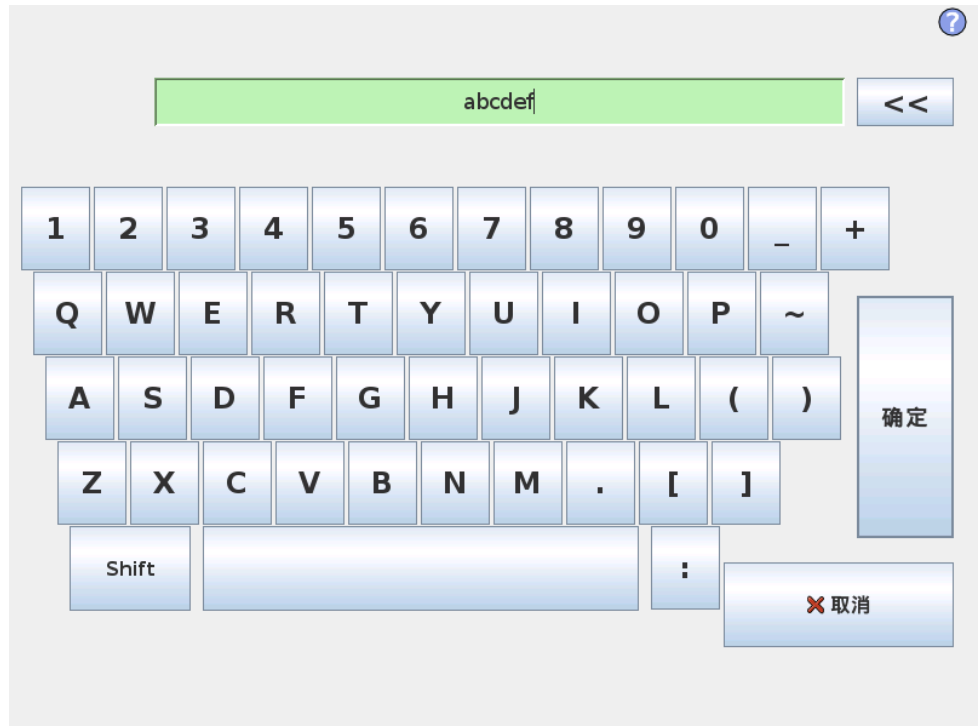 ?
abcdef
<<
1 2 3 4 5 6 7 8 9 0 _ +
Q W E R T Y U I O P ~
A S D F G H J K L ( )
确定
Z X C V B N M . [ ]
Shift :
取消